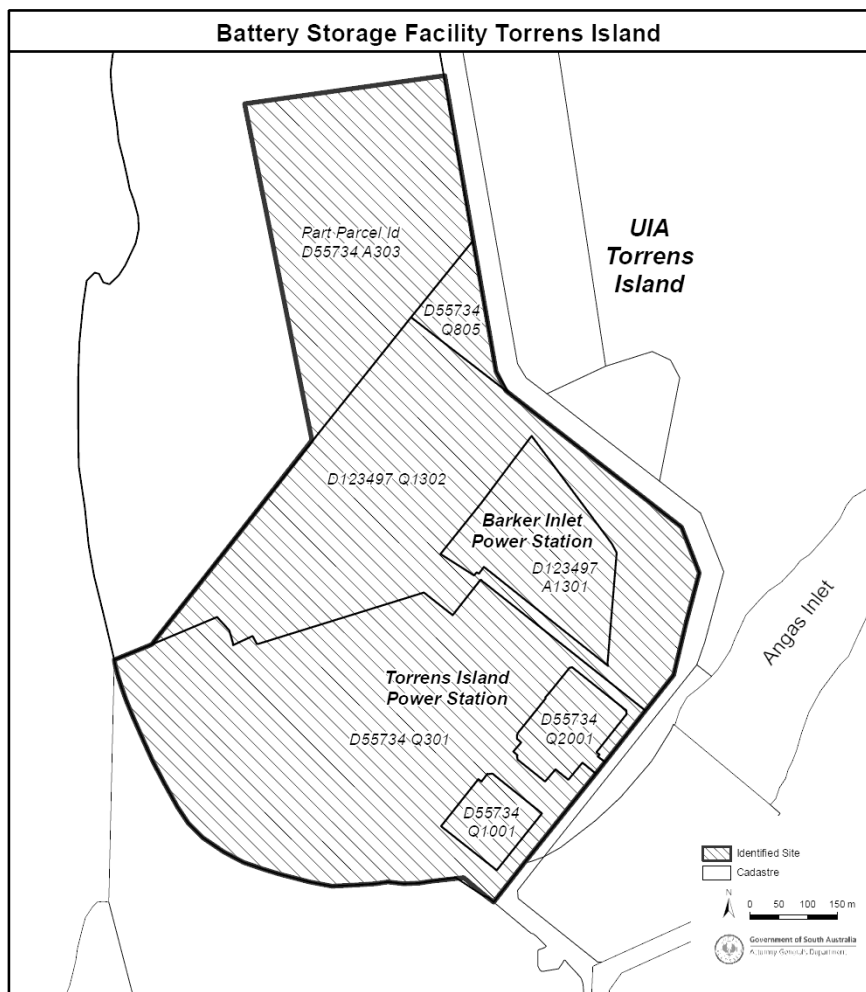 Battery Storage Facility Torrens Island
Part Parcel Id
D55734 A303
UIA
Torrens
Island
D55734
Q805
D123497 Q1302
Barker Inlet
Power Station
D123497
A1301
Angas Inlet
Torrens Island
Power Station
D55734 Q301
D55734
Q2001
D55734
Q1001
Identified Site
Cadastre
N
0 50 100 150 m
Government of South Australia
Attorney General's Department